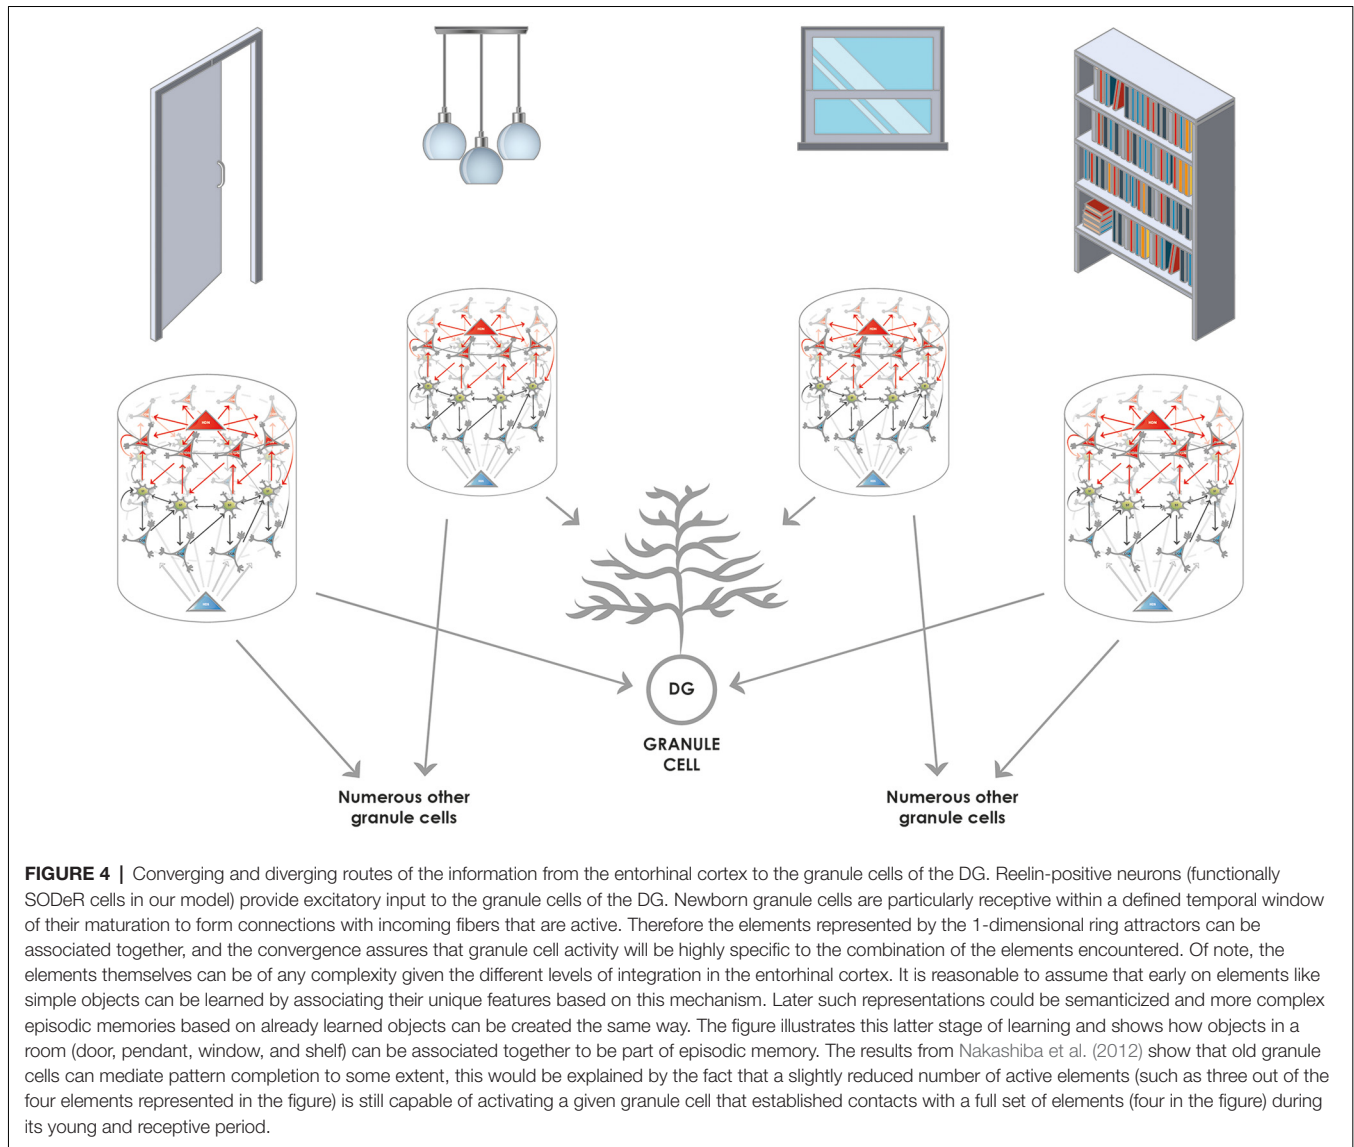 DG
GRANULE
CELL
Numerous other
granule cells
Numerous other
granule cells
FIGURE 4 | Converging and diverging routes of the information from the entorhinal cortex to the granule cells of the DG. Reelin-positive neurons (functionally
SODeR cells in our model) provide excitatory input to the granule cells of the DG. Newborn granule cells are particularly receptive within a defined temporal window
of their maturation to form connections with incoming fibers that are active. Therefore the elements represented by the 1-dimensional ring attractors can be
associated together, and the convergence assures that granule cell activity will be highly specific to the combination of the elements encountered. Of note, the
elements themselves can be of any complexity given the different levels of integration in the entorhinal cortex. It is reasonable to assume that early on elements like
simple objects can be learned by associating their unique features based on this mechanism. Later such representations could be semanticized and more complex
episodic memories based on already learned objects can be created the same way. The figure illustrates this latter stage of learning and shows how objects in a
room (door, pendant, window, and shelf) can be associated together to be part of episodic memory. The results from Nakashiba et al. (2012) show that old granule
cells can mediate pattern completion to some extent, this would be explained by the fact that a slightly reduced number of active elements (such as three out of the
four elements represented in the figure) is still capable of activating a given granule cell that established contacts with a full set of elements (four in the figure) during
its young and receptive period.